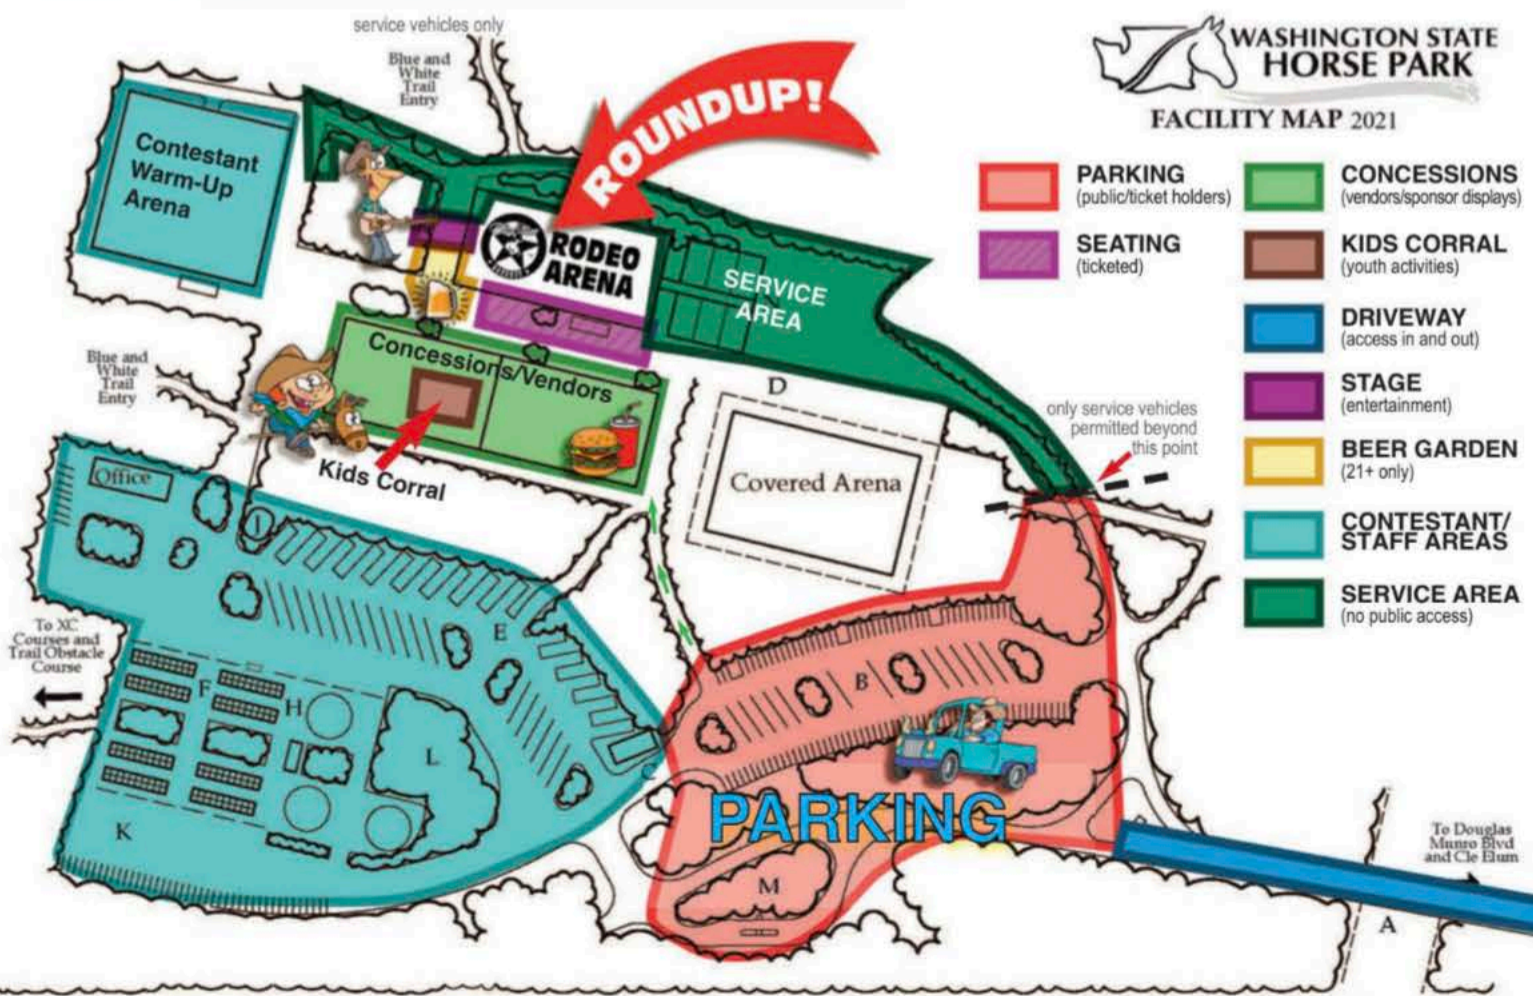 service vehicles only
Blue and
White
Trail
Entry
WASHINGTON STATE
HORSE PARK
FACILITY MAP 2021
ROUNDUP!
Contestant
Warm-Up
Arena
RODEO
ARENA
SERVICE
AREA
PARKING
(public/ticket holders)
SEATING
(ticketed)
CONCESSIONS
(vendors/sponsor displays)
KIDS CORRAL
(youth activities)
DRIVEWAY
(access in and out)
STAGE
(entertainment)
BEER GARDEN
(21+ only)
CONTESTANT/
STAFF AREAS
SERVICE AREA
(no public access)
Blue and
White
Trail
Entry
Concessions/Vendors
Kids Corral
D
only service vehicles
permitted beyond
this point
Covered Arena
Office
J
E
To XC
Courses and
Trail Obstacle
Course
F
H
L
K
C
B
PARKING
M
To Douglas
Munro Blvd
and Cle Elum
A